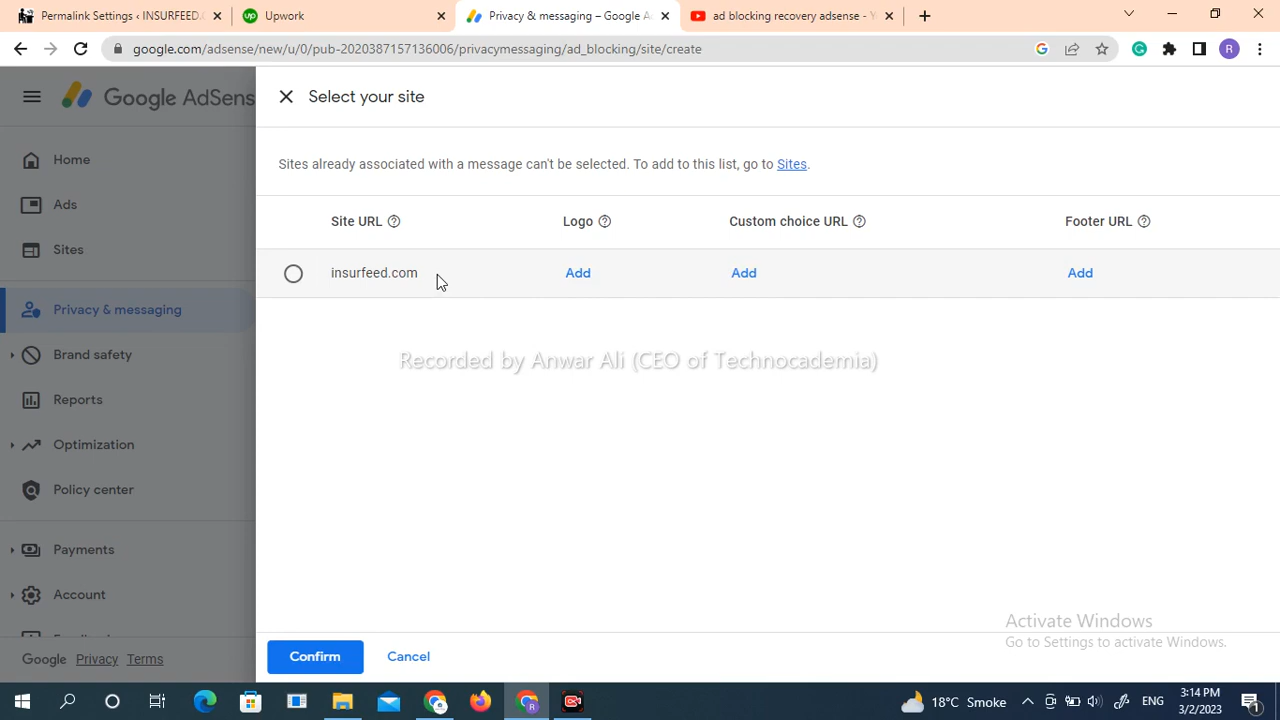 Permalink Settings ‹ INSURFEED.C
Upwork
Privacy & messaging – Google A
ad blocking recovery adsense - Y
google.com/adsense/new/u/0/pub-2020387157136006/privacymessaging/ad_blocking/site/create
R
Google AdSens
Select your site
Home
Ads
Sites
Privacy & messaging
Brand safety
Reports
Optimization
Policy center
Payments
Account
Google Privacy Terms
Sites already associated with a message can't be selected. To add to this list, go to Sites.
Site URL Logo Custom choice URL Footer URL
insurfeed.com Add Add Add
Recorded by Anwar Ali (CEO of Technocademia)
Activate Windows
Go to Settings to activate Windows.
Confirm Cancel
18°C Smoke ENG 3:14 PM
3/2/2023